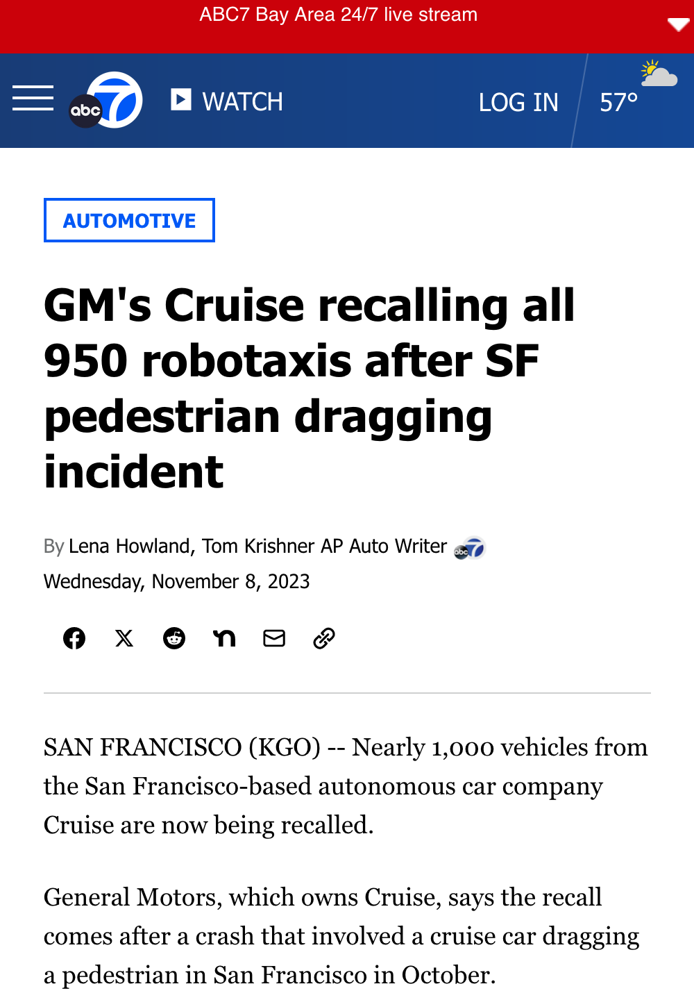 ABC7 Bay Area 24/7 live stream
abc 7 WATCH LOG IN 57°
AUTOMOTIVE
GM's Cruise recalling all
950 robotaxis after SF
pedestrian dragging
incident
By Lena Howland, Tom Krishner AP Auto Writer abc 7
Wednesday, November 8, 2023
SAN FRANCISCO (KGO) -- Nearly 1,000 vehicles from
the San Francisco-based autonomous car company
Cruise are now being recalled.
General Motors, which owns Cruise, says the recall
comes after a crash that involved a cruise car dragging
a pedestrian in San Francisco in October.